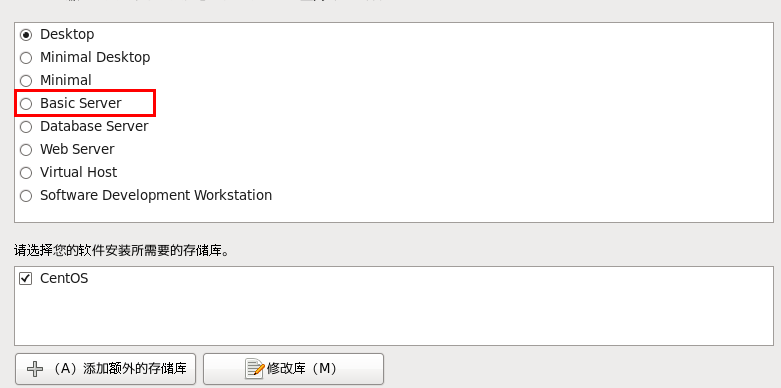 Desktop
Minimal Desktop
Minimal
Basic Server
Database Server
Web Server
Virtual Host
Software Development Workstation
请选择您的软件安装所需要的存储库。
CentOS
（A）添加额外的存储库
修改库（M）